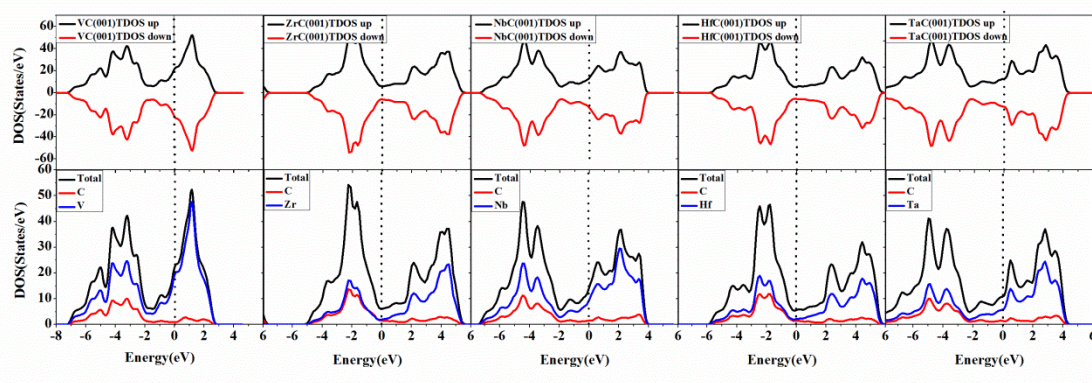 VC(001)TDOS up
VC(001)TDOS down
ZrC(001)TDOS up
ZrC(001)TDOS down
NbC(001)TDOS up
NbC(001)TDOS down
HfC(001)TDOS up
HfC(001)TDOS down
TaC(001)TDOS up
TaC(001)TDOS down
DOS(States/eV)
60
40
20
0
-20
-40
-60
60
Total
C
V
Total
C
Zr
Total
C
Nb
Total
C
Hf
Total
C
Ta
DOS(States/eV)
50
40
30
20
10
0
-8 -6 -4 -2 0 2 4 6 -4 -2 0 2 4 6 -4 -2 0 2 4 6 -4 -2 0 2 4 6 -4 -2 0 2 4 6
Energy(eV) Energy(eV) Energy(eV) Energy(eV) Energy(eV)